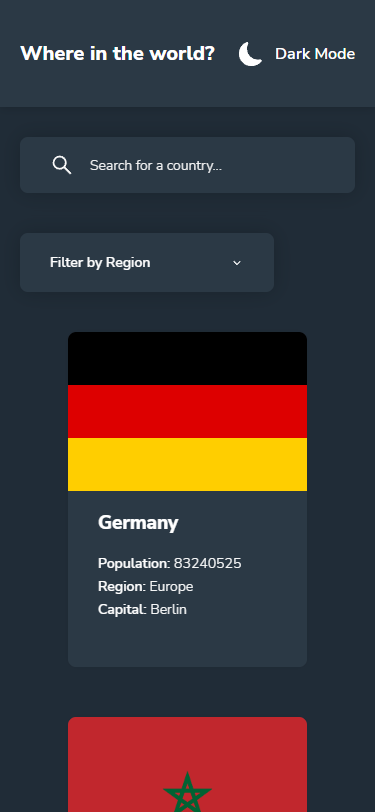 Where in the world?
Dark Mode
Search for a country...
Filter by Region
Germany
Population: 83240525
Region: Europe
Capital: Berlin